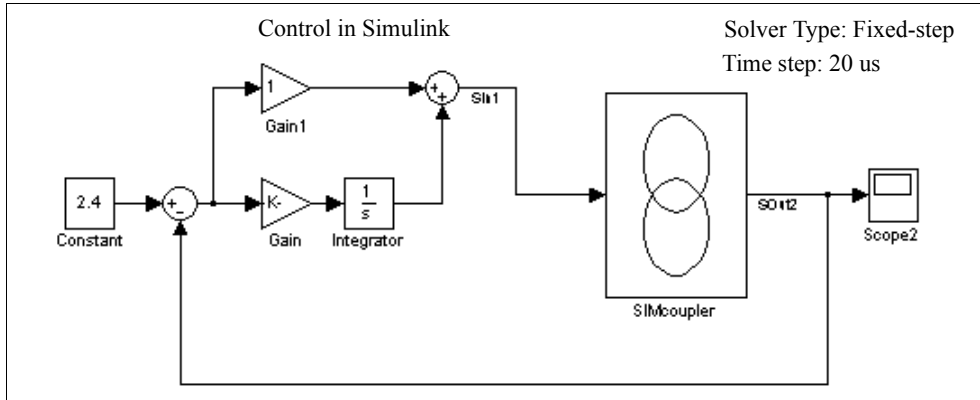 Control in Simulink
Solver Type: Fixed-step
Time step: 20 us
1
Gain1
+
+
SIn1
2.4
Constant
+
-
K-
Gain
1
s
Integrator
SIMcoupler
SOut2
Scope2